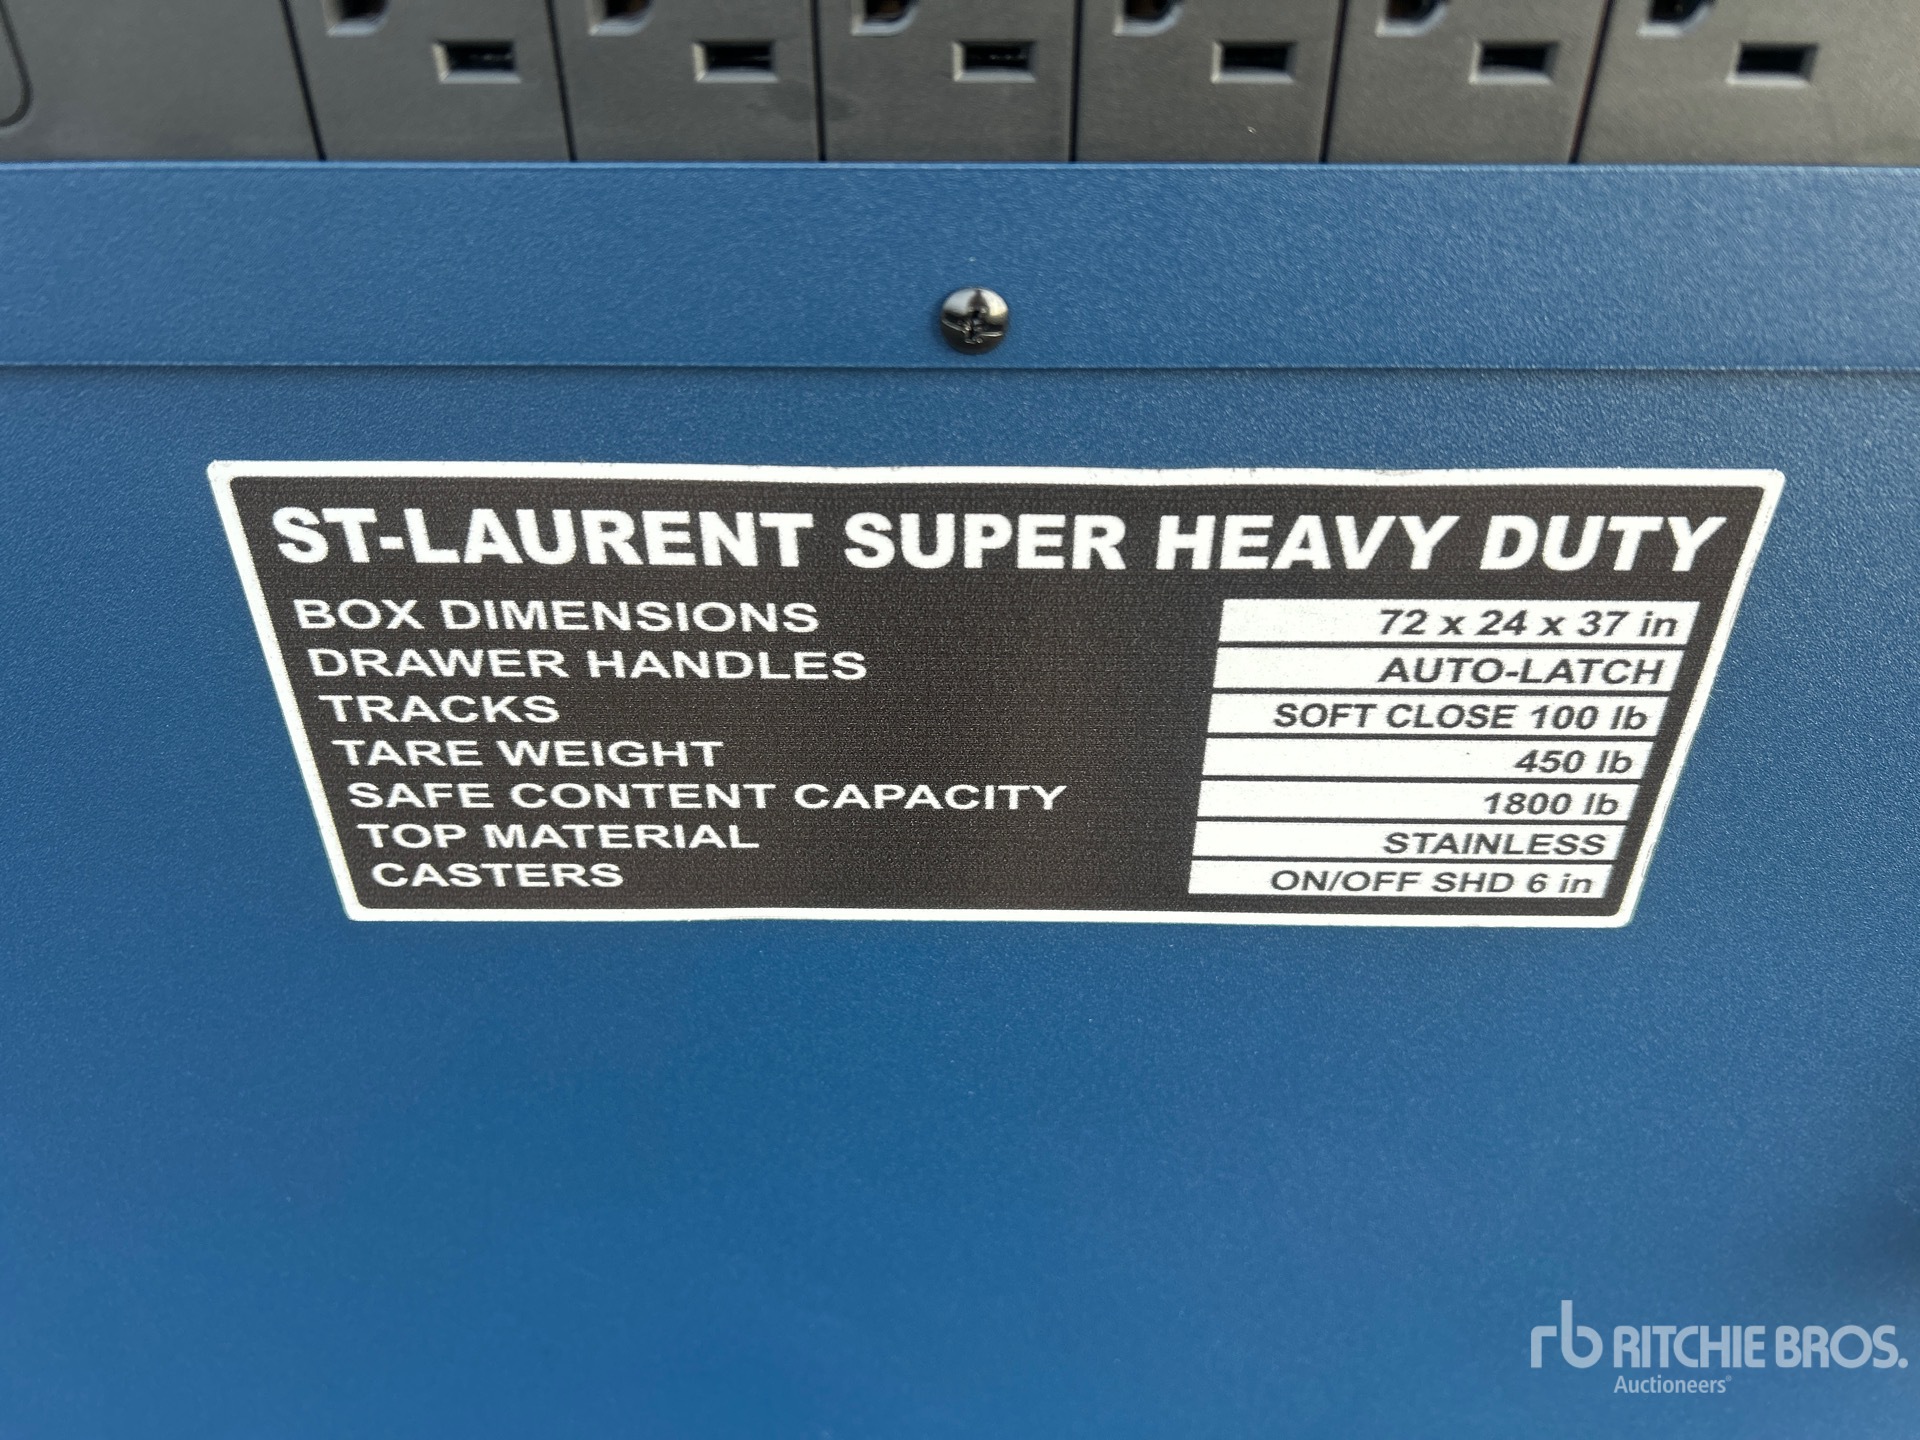 ST-LAURENT SUPER HEAVY DUTY
BOX DIMENSIONS 72 x 24 x 37 in
DRAWER HANDLES AUTO-LATCH
TRACKS SOFT CLOSE 100 lb
TARE WEIGHT 450 lb
SAFE CONTENT CAPACITY 1800 lb
TOP MATERIAL STAINLESS
CASTERS ON/OFF SHD 6 in
rb RITCHIE BROS.
Auctioneers®